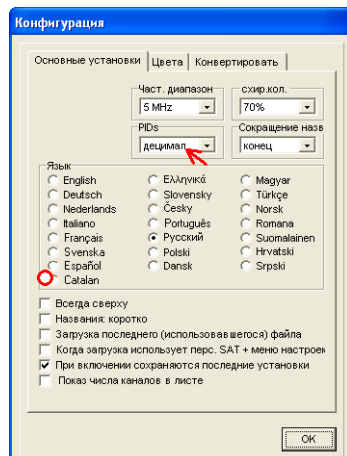 Конфигурация
Основные установки Цвета Конвертировать
Част. диапазон схир.кол.
5 MHz 70%
PIDs Сокращение назв
децимал. конец
Язык
English Ελληνικά Magyar
Deutsch Slovensky Türkçe
Nederlands Česky Norsk
Italiano Português Romana
Français Русский Suomalainen
Svenska Polski Hrvatski
Español Dansk Srpski
Catalan
Всегда сверху
Названия: коротко
Загрузка последнего (использовавшегося) файла
Когда загрузка использует перс. SAT + меню настроек
При включении сохраняются последние установки
Показ числа каналов в листе
OK